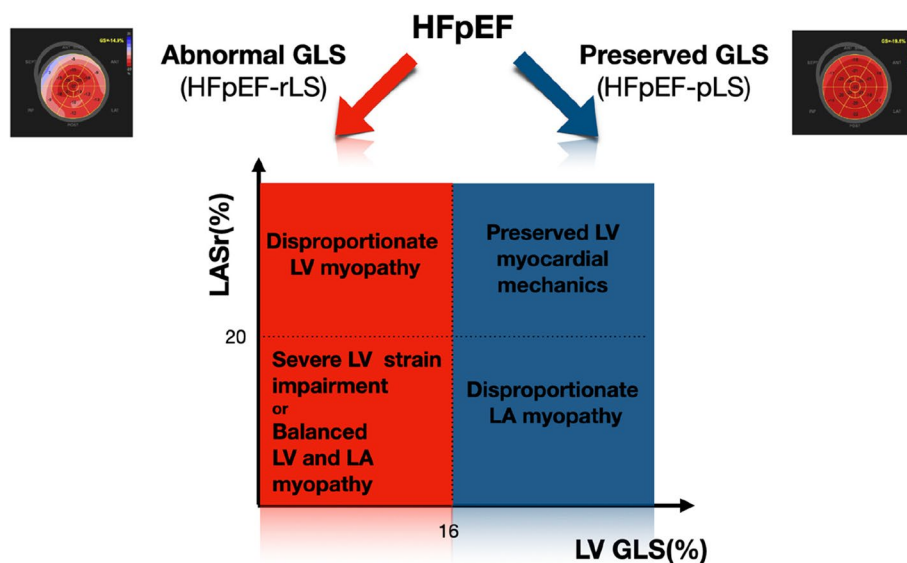 HFpEF
Abnormal GLS
(HFpEF-rLS)
Preserved GLS
(HFpEF-pLS)
LASr(%)
20
Disproportionate
LV myopathy
Preserved LV
myocardial
mechanics
Severe LV strain
impairment
or
Balanced
LV and LA
myopathy
Disproportionate
LA myopathy
16
LV GLS(%)